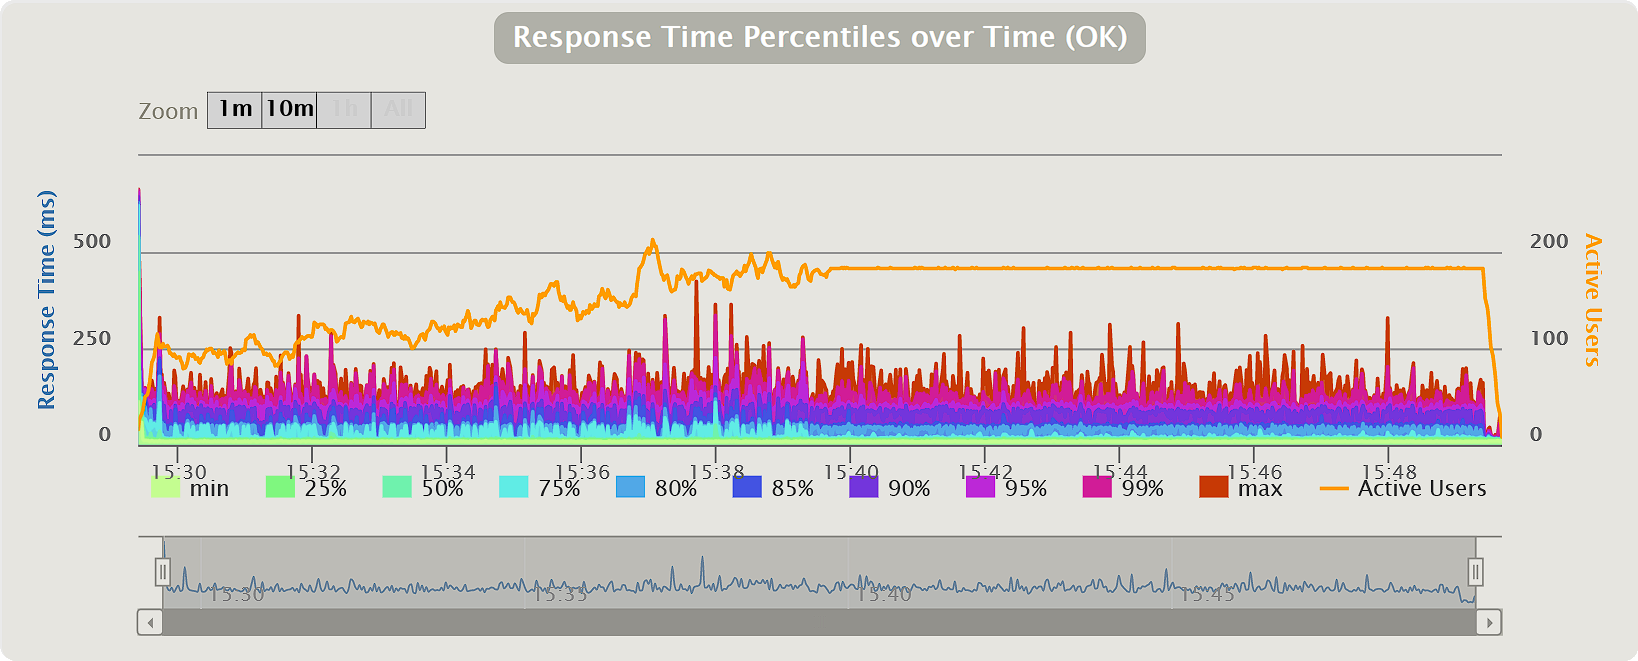 Response Time Percentiles over Time (OK)
Zoom 1m 10m 1h All
Response Time (ms)
500
250
0
200
100
0
Active Users
15:30 15:32 15:34 15:36 15:38 15:40 15:42 15:44 15:46 15:48
min 25% 50% 75% 80% 85% 90% 95% 99% max Active Users
15:30 15:35 15:40 15:45